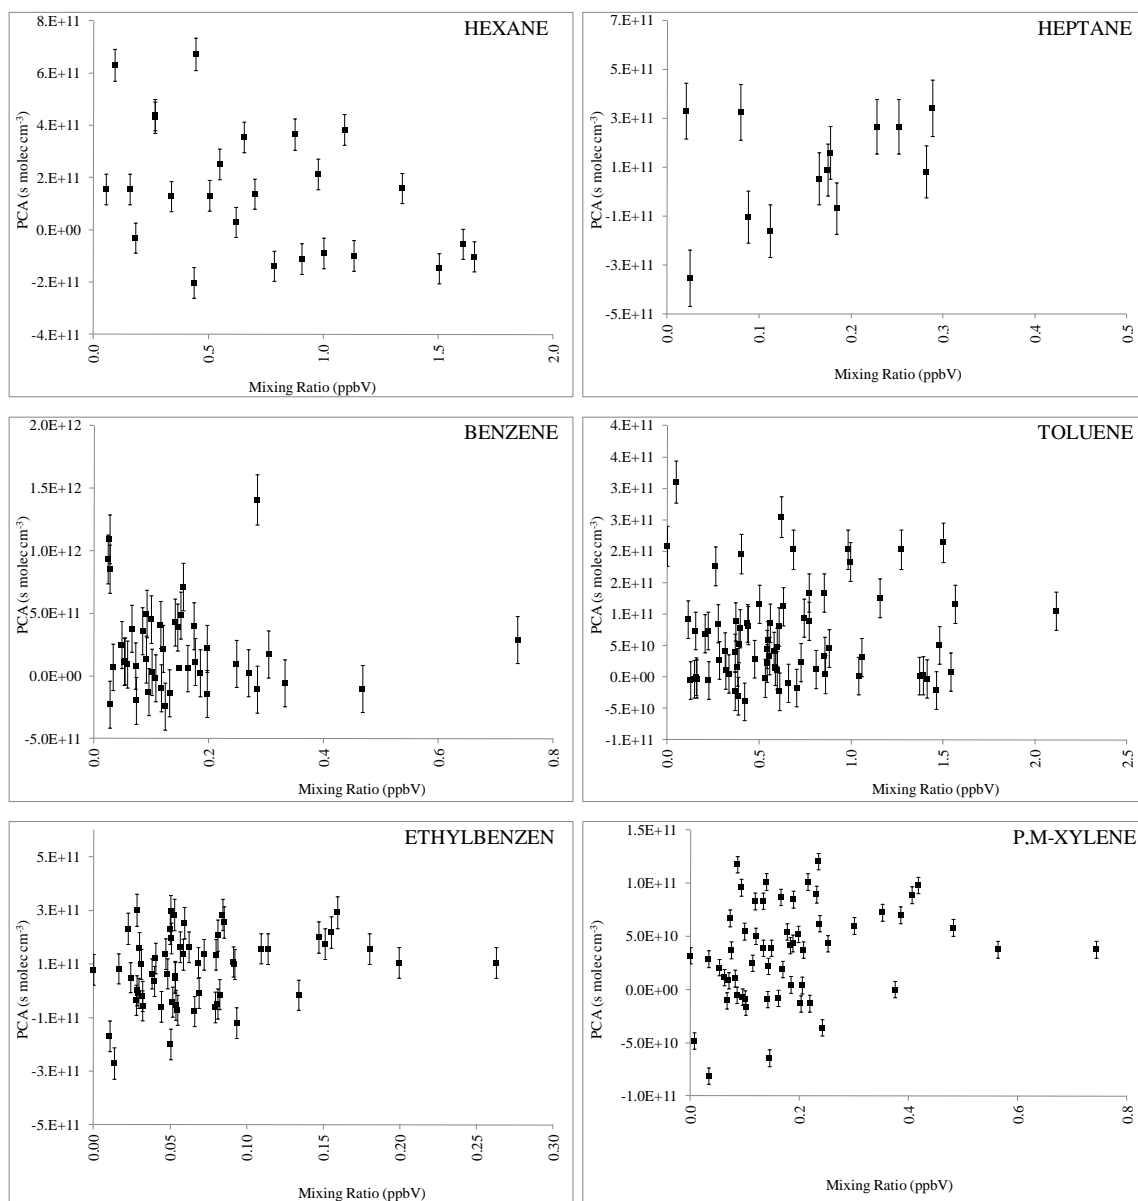 HEXANE
8.E+11
6.E+11
4.E+11
2.E+11
0.E+00
-2.E+11
-4.E+11
PCA (s molec cm-3)
0.0 0.5 1.0 1.5 2.0
Mixing Ratio (ppbV)
HEPTANE
7.E+11
5.E+11
3.E+11
1.E+11
-1.E+11
-3.E+11
-5.E+11
PCA (s molec cm-3)
0.0 0.1 0.2 0.3 0.4 0.5
Mixing Ratio (ppbV)
BENZENE
2.0E+12
1.5E+12
1.0E+12
5.0E+11
0.0E+00
-5.0E+11
PCA (s molec cm-3)
0.0 0.2 0.4 0.6 0.8
Mixing Ratio (ppbV)
TOLUENE
4.E+11
4.E+11
3.E+11
3.E+11
2.E+11
2.E+11
1.E+11
5.E+10
0.E+00
-5.E+10
-1.E+11
PCA (s molec cm-3)
0.0 0.5 1.0 1.5 2.0 2.5
Mixing Ratio (ppbV)
ETHYLBENZEN
5.E+11
3.E+11
1.E+11
-1.E+11
-3.E+11
-5.E+11
PCA (s molec cm-3)
0.00 0.05 0.10 0.15 0.20 0.25 0.30
Mixing Ratio (ppbV)
P,M-XYLENE
1.5E+11
1.0E+11
5.0E+10
0.0E+00
-5.0E+10
-1.0E+11
PCA (s molec cm-3)
0.0 0.2 0.4 0.6 0.8
Mixing Ratio (ppbV)